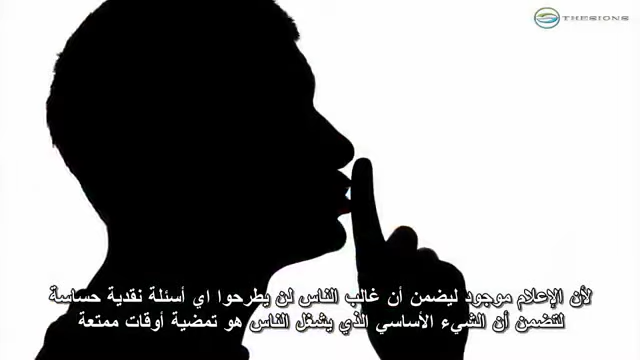 THESIONS
لأن الإعلام موجود ليضمن أن غالب الناس لن يطرحوا اي أسئلة نقدية حساسة
لتضمن أن الشيء الأساسي الذي يشغل الناس هو تمضية أوقات ممتعة